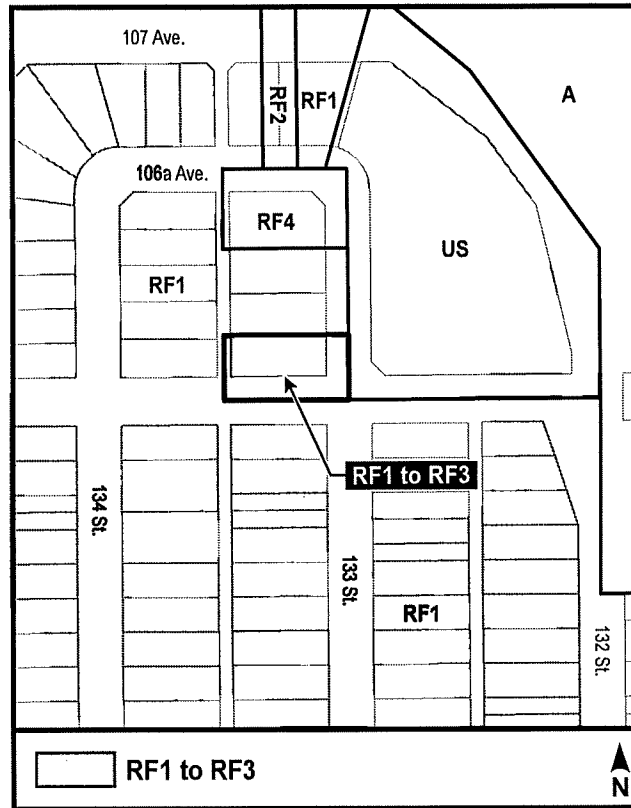 107 Ave.
A
RF2
RF1
106a Ave.
RF4
US
RF1
RF1 to RF3
134 St.
133 St.
RF1
132 St.
RF1 to RF3
N